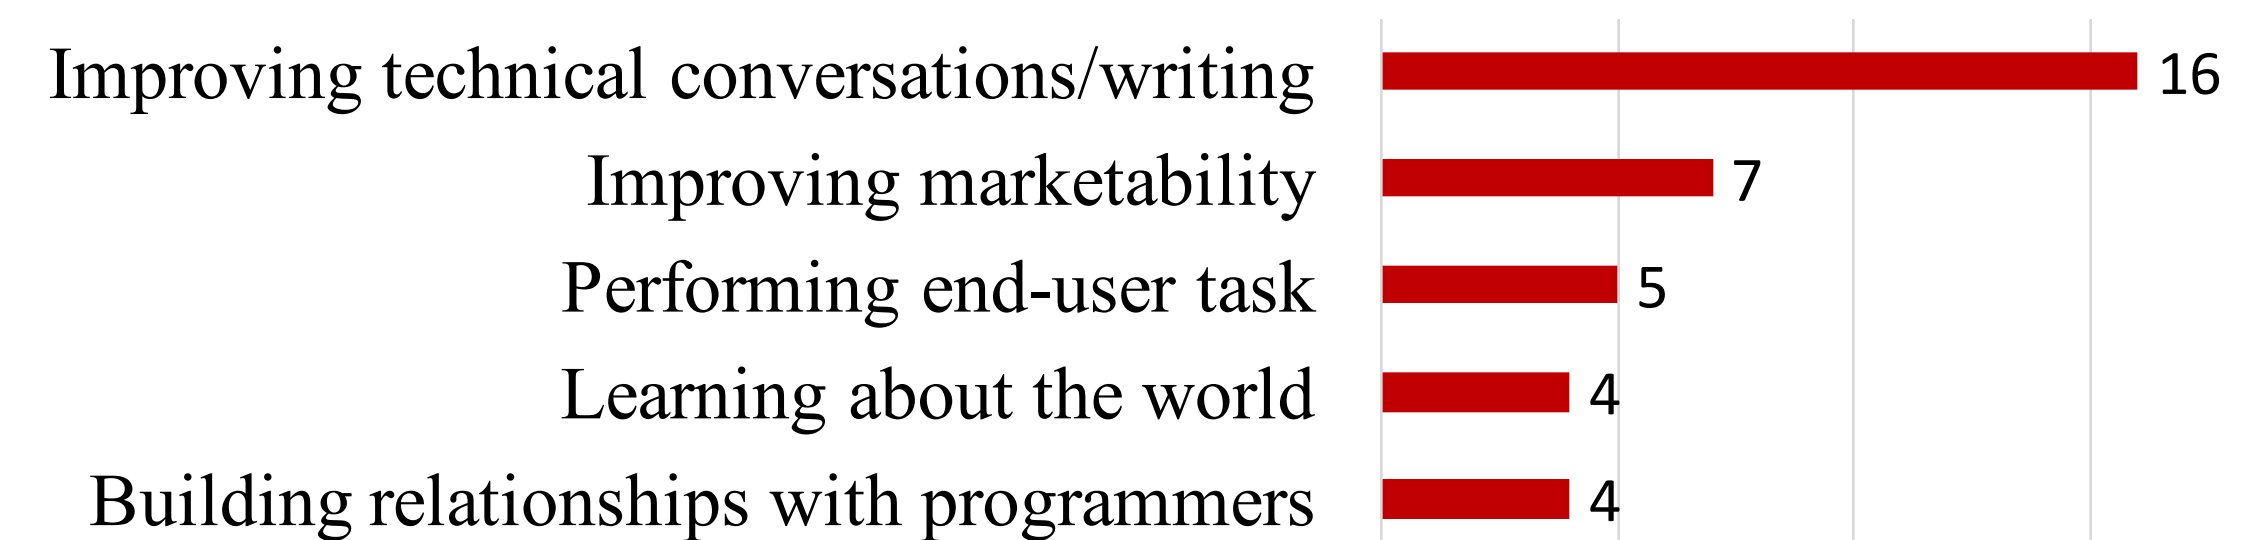 Improving technical conversations/writing 16
Improving marketability 7
Performing end-user task 5
Learning about the world 4
Building relationships with programmers 4